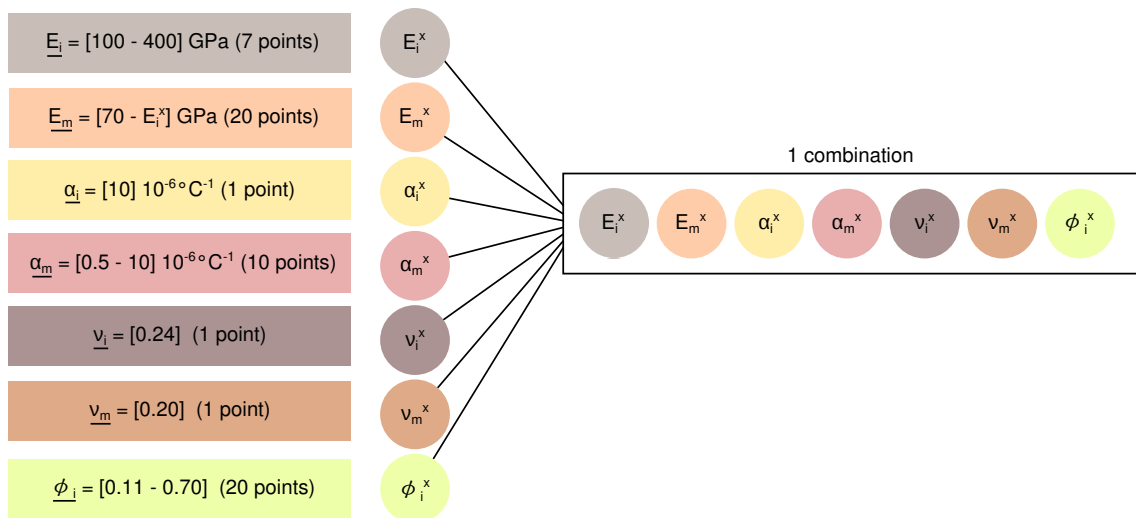 E_i = [100 - 400] GPa (7 points)
E_i^x
E_m = [70 - E_i^x] GPa (20 points)
E_m^x
1 combination
α_i = [10] 10^-6°C^-1 (1 point)
α_i^x
E_i^x E_m^x α_i^x α_m^x ν_i^x ν_m^x ϕ_i^x
α_m = [0.5 - 10] 10^-6°C^-1 (10 points)
α_m^x
ν_i = [0.24] (1 point)
ν_i^x
ν_m = [0.20] (1 point)
ν_m^x
ϕ_i = [0.11 - 0.70] (20 points)
ϕ_i^x